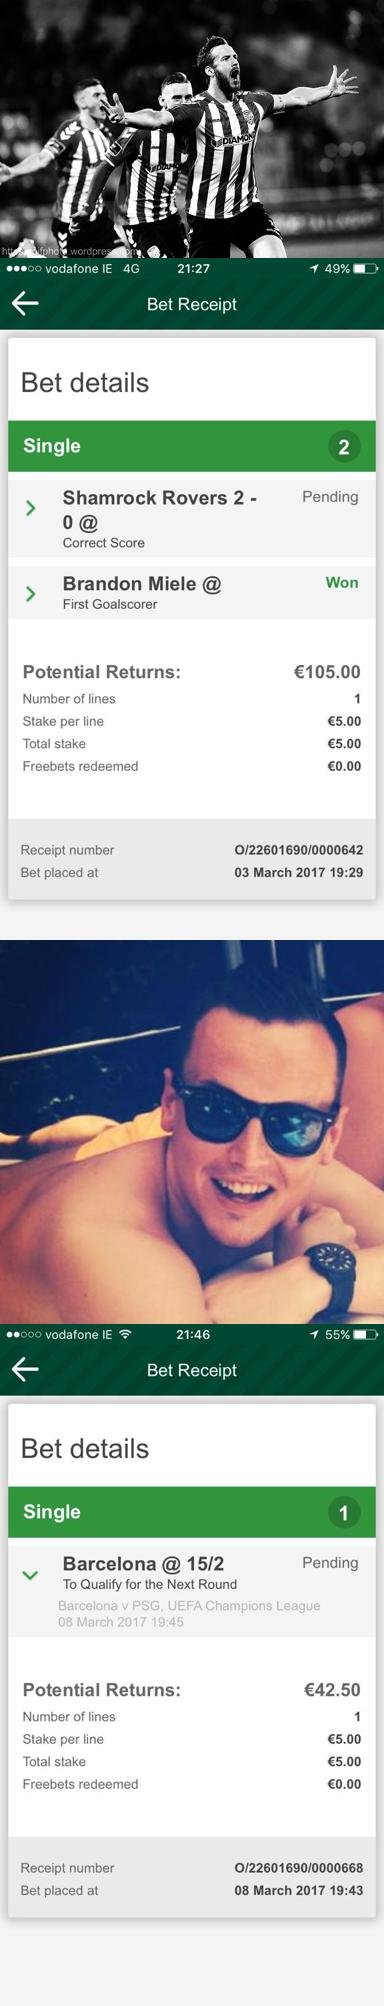 DIAMOND
DIAMOND
vodafone IE 4G 21:27 49%
Bet Receipt
Bet details
Single 2
Shamrock Rovers 2 - Pending
0 @
Correct Score
Brandon Miele @ Won
First Goalscorer
Potential Returns: €105.00
Number of lines 1
Stake per line €5.00
Total stake €5.00
Freebets redeemed €0.00
Receipt number O/22601690/0000642
Bet placed at 03 March 2017 19:29
vodafone IE 21:46 55%
Bet Receipt
Bet details
Single 1
Barcelona @ 15/2 Pending
To Qualify for the Next Round
Barcelona v PSG, UEFA Champions League
08 March 2017 19:45
Potential Returns: €42.50
Number of lines 1
Stake per line €5.00
Total stake €5.00
Freebets redeemed €0.00
Receipt number O/22601690/0000668
Bet placed at 08 March 2017 19:43